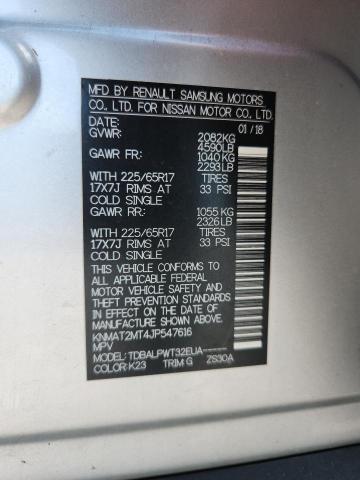 MFD BY RENAULT SAMSUNG MOTORS
CO., LTD. FOR NISSAN MOTOR CO., LTD.
DATE: 01 / 18
GVWR: 2082KG
4590LB
GAWR FR: 1040 KG
2293LB
WITH 225/65R17 TIRES
17X7J RIMS AT 33 PSI
COLD SINGLE
GAWR RR: 1055 KG
2326LB
WITH 225/65R17 TIRES
17X7J RIMS AT 33 PSI
COLD SINGLE
THIS VEHICLE CONFORMS TO
ALL APPLICABLE FEDERAL
MOTOR VEHICLE SAFETY AND
THEFT PREVENTION STANDARDS
IN EFFECT ON THE DATE OF
MANUFACTURE SHOWN ABOVE.
KNMAT2MT4JP547616
MPV
MODEL: TDBALPWT32EUA-----
COLOR: K23 TRIM: G ZS30A